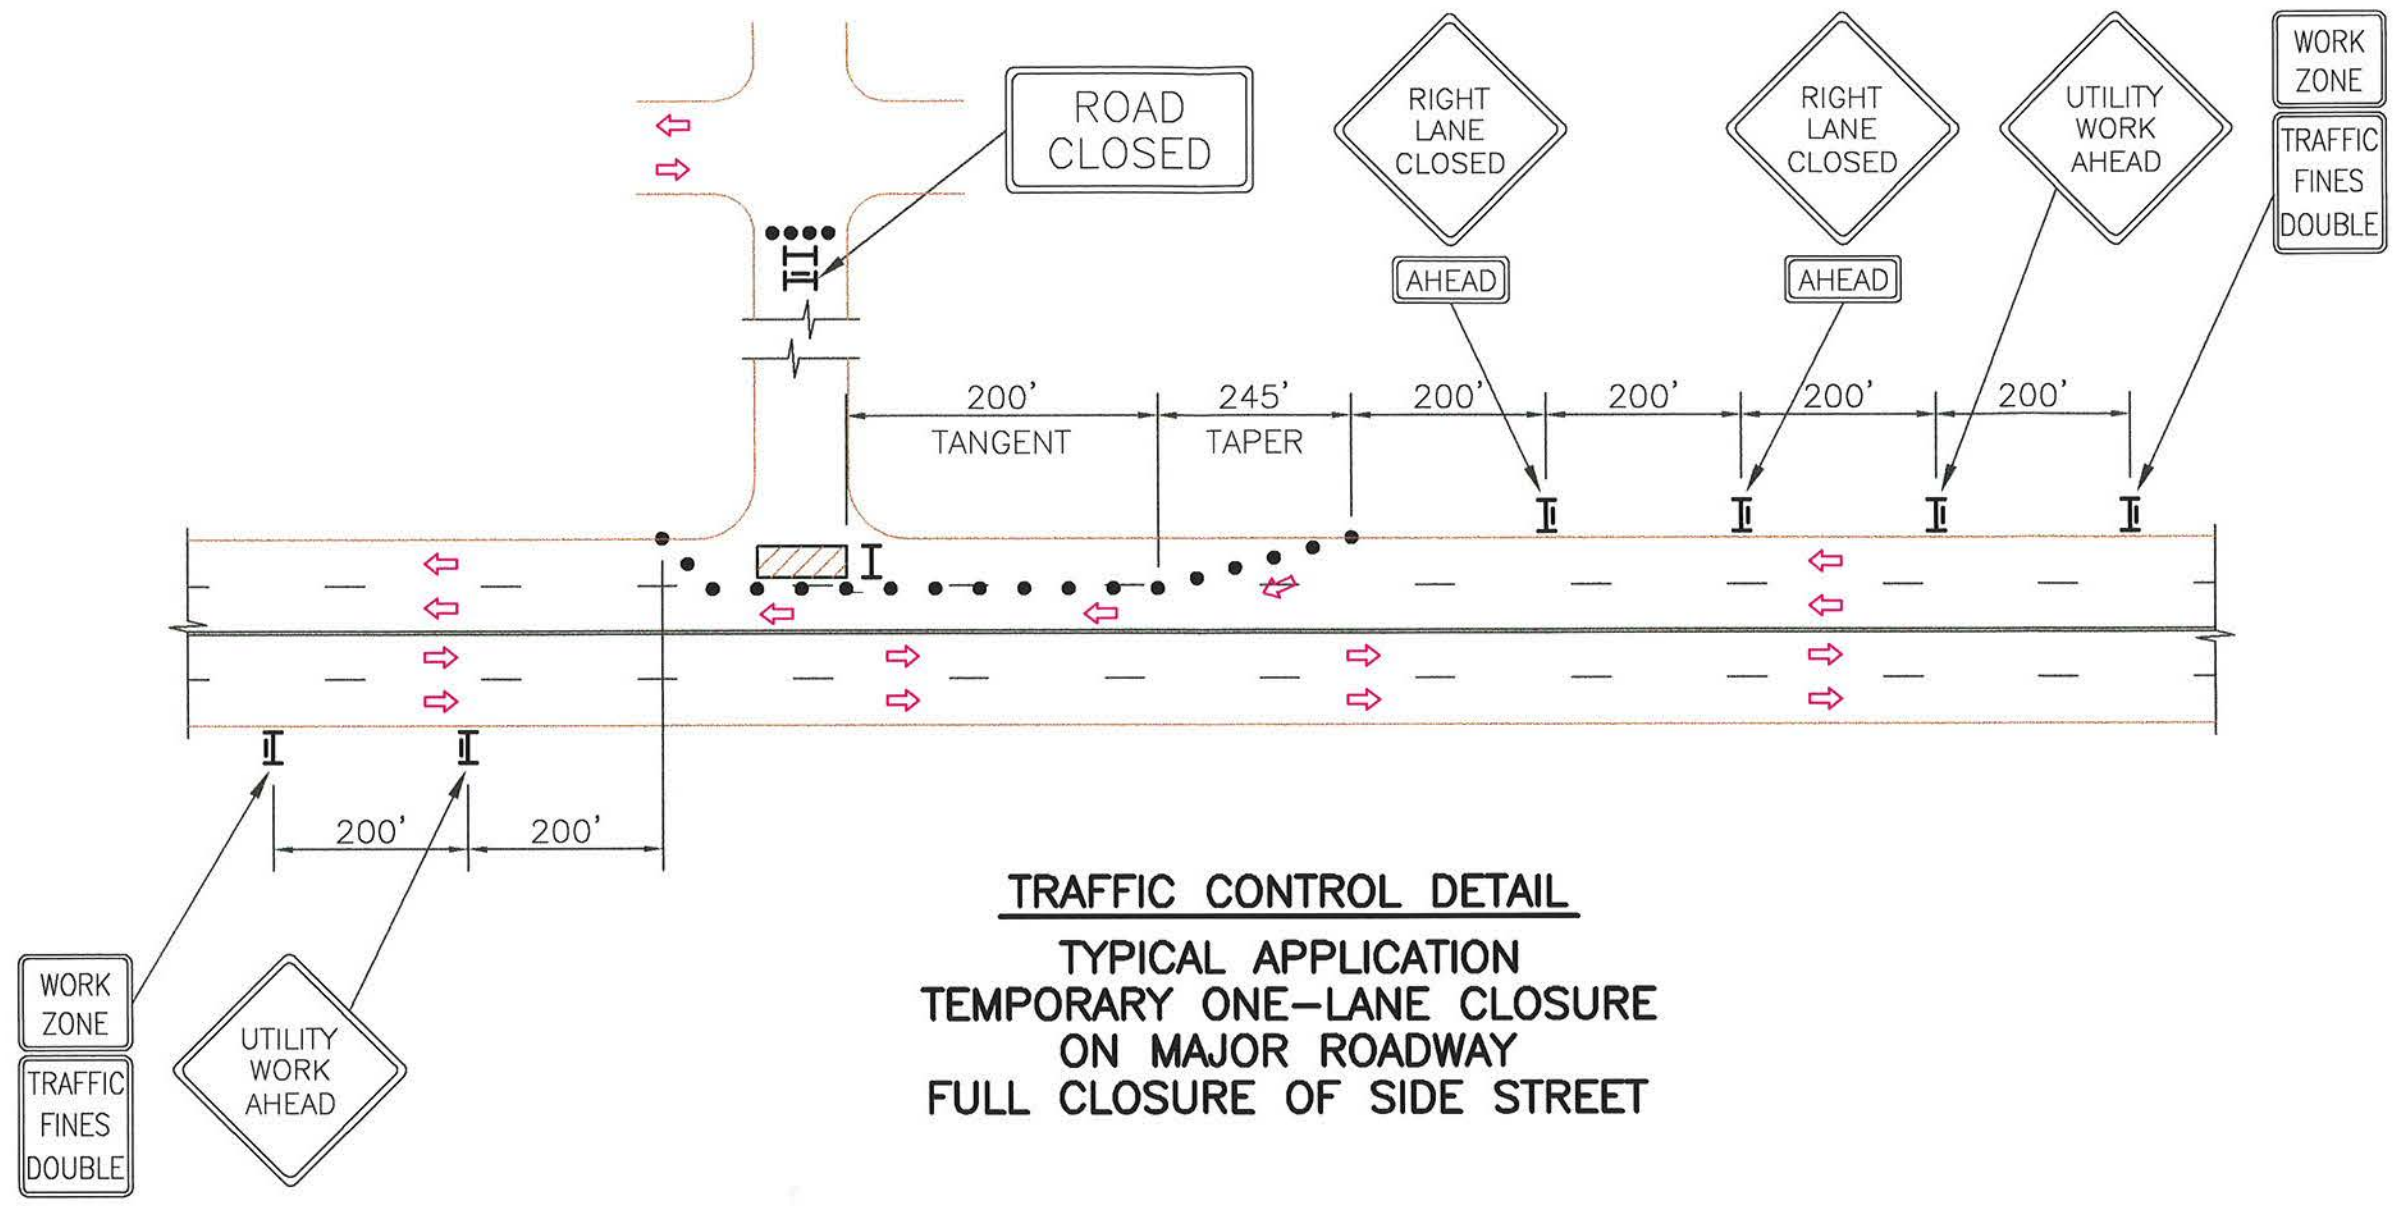 ROAD
CLOSED
RIGHT
LANE
CLOSED
AHEAD
RIGHT
LANE
CLOSED
AHEAD
UTILITY
WORK
AHEAD
WORK
ZONE
TRAFFIC
FINES
DOUBLE
200' 245' 200' 200' 200' 200'
TANGENT TAPER
200' 200'
WORK
ZONE
TRAFFIC
FINES
DOUBLE
UTILITY
WORK
AHEAD
TRAFFIC CONTROL DETAIL
TYPICAL APPLICATION
TEMPORARY ONE-LANE CLOSURE
ON MAJOR ROADWAY
FULL CLOSURE OF SIDE STREET